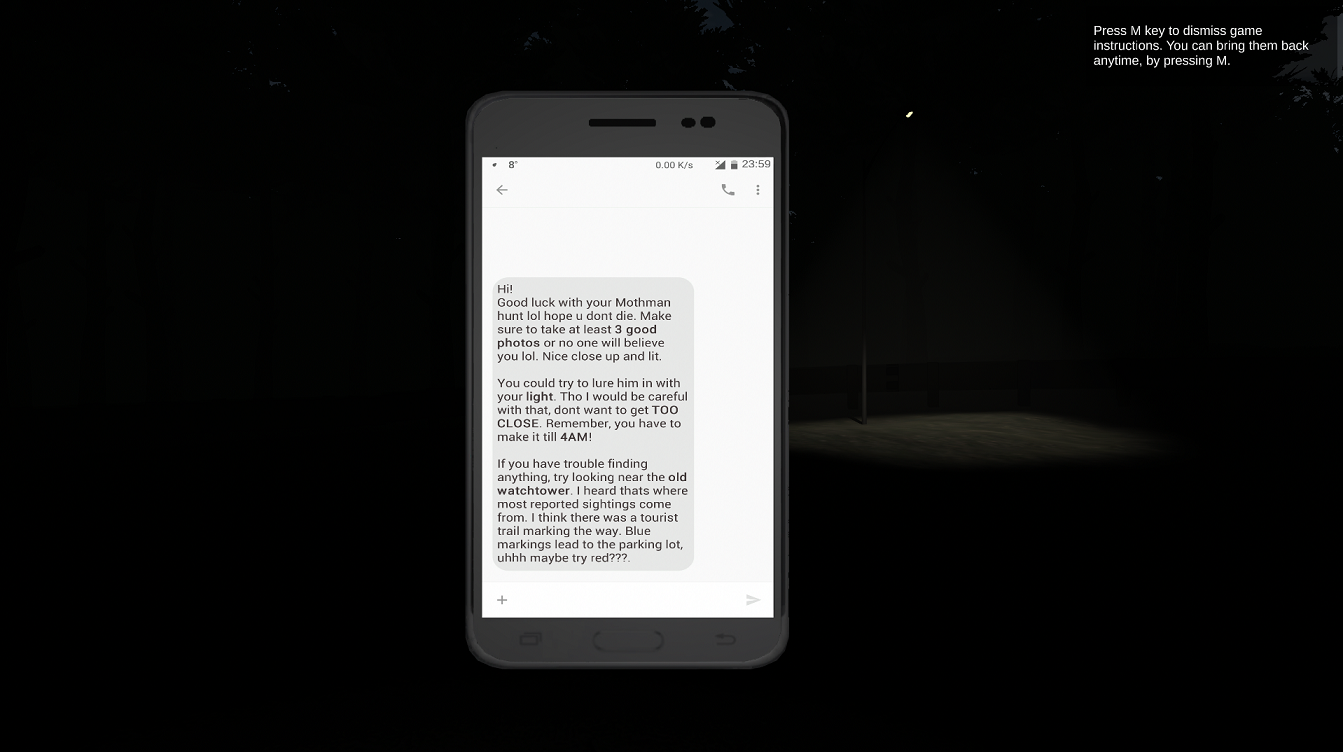 Press M key to dismiss game
instructions. You can bring them back
anytime, by pressing M.
8°
0.00 K/s
23:59
Hi!
Good luck with your Mothman
hunt lol hope u dont die. Make
sure to take at least 3 good
photos or no one will believe
you lol. Nice close up and lit.
You could try to lure him in with
your light. Tho I would be careful
with that, dont want to get TOO
CLOSE. Remember, you have to
make it till 4AM!
If you have trouble finding
anything, try looking near the old
watchtower. I heard thats where
most reported sightings come
from. I think there was a tourist
trail marking the way. Blue
markings lead to the parking lot,
uhhh maybe try red???.